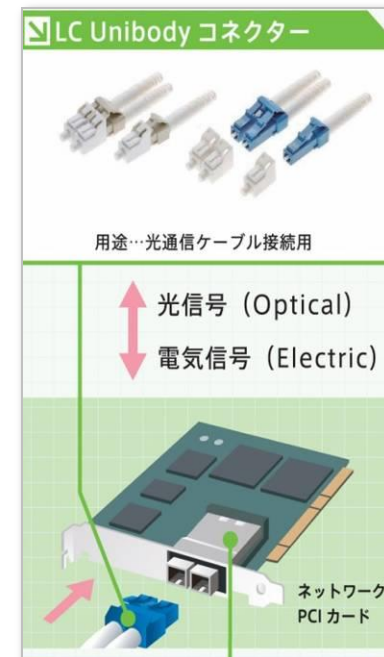 LC Unibody コネクター
用途…光通信ケーブル接続用
光信号（Optical）
電気信号（Electric）
ネットワーク
PCI カード